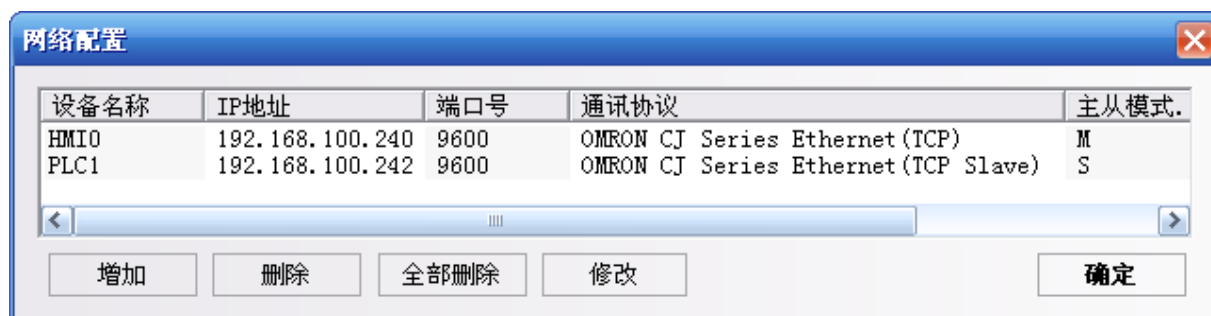 网络配置
设备名称 IP地址 端口号 通讯协议 主从模式.
HMI0 192.168.100.240 9600 OMRON CJ Series Ethernet(TCP) M
PLC1 192.168.100.242 9600 OMRON CJ Series Ethernet(TCP Slave) S
增加 删除 全部删除 修改 确定